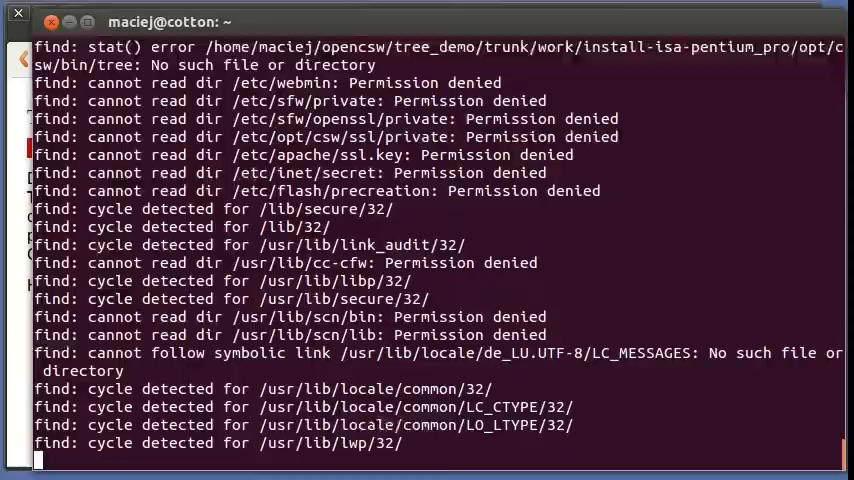 maciej@cotton: ~
find: stat() error /home/maciej/opencsw/tree_demo/trunk/work/install-isa-pentium_pro/opt/c
sw/bin/tree: No such file or directory
find: cannot read dir /etc/webmin: Permission denied
find: cannot read dir /etc/sfw/private: Permission denied
find: cannot read dir /etc/sfw/openssl/private: Permission denied
find: cannot read dir /etc/opt/csw/ssl/private: Permission denied
find: cannot read dir /etc/apache/ssl.key: Permission denied
find: cannot read dir /etc/inet/secret: Permission denied
find: cannot read dir /etc/flash/precreation: Permission denied
find: cycle detected for /lib/secure/32/
find: cycle detected for /lib/32/
find: cycle detected for /usr/lib/link_audit/32/
find: cannot read dir /usr/lib/cc-cfw: Permission denied
find: cycle detected for /usr/lib/libp/32/
find: cycle detected for /usr/lib/secure/32/
find: cannot read dir /usr/lib/scn/bin: Permission denied
find: cannot read dir /usr/lib/scn/lib: Permission denied
find: cannot follow symbolic link /usr/lib/locale/de_LU.UTF-8/LC_MESSAGES: No such file or
directory
find: cycle detected for /usr/lib/locale/common/32/
find: cycle detected for /usr/lib/locale/common/LC_CTYPE/32/
find: cycle detected for /usr/lib/locale/common/LO_LTYPE/32/
find: cycle detected for /usr/lib/lwp/32/